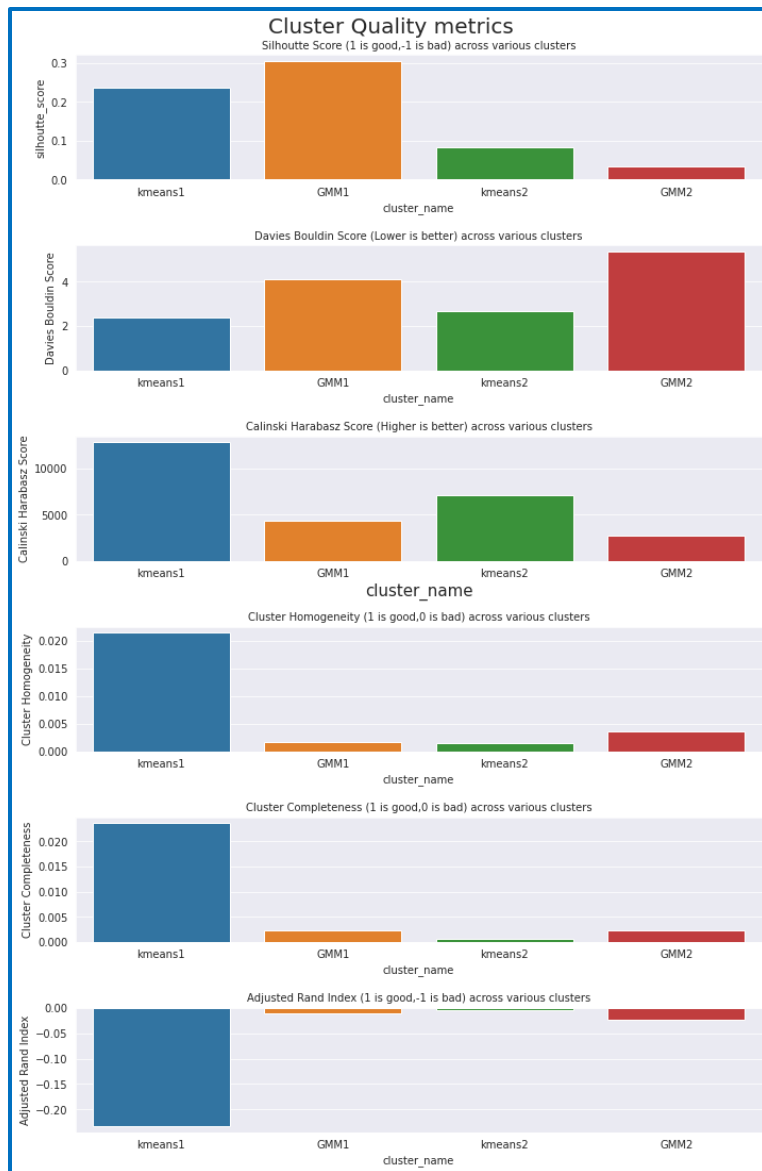 Cluster Quality metrics
Silhoutte Score (1 is good,-1 is bad) across various clusters
silhoutte_score
0.3
0.2
0.1
0.0
kmeans1 GMM1 kmeans2 GMM2
cluster_name
Davies Bouldin Score (Lower is better) across various clusters
Davies Bouldin Score
4
2
0
kmeans1 GMM1 kmeans2 GMM2
cluster_name
Calinski Harabasz Score (Higher is better) across various clusters
Calinski Harabasz Score
10000
5000
0
kmeans1 GMM1 kmeans2 GMM2
cluster_name
Cluster Homogeneity (1 is good,0 is bad) across various clusters
Cluster Homogeneity
0.020
0.015
0.010
0.005
0.000
kmeans1 GMM1 kmeans2 GMM2
cluster_name
Cluster Completeness (1 is good,0 is bad) across various clusters
Cluster Completeness
0.020
0.015
0.010
0.005
0.000
kmeans1 GMM1 kmeans2 GMM2
cluster_name
Adjusted Rand Index (1 is good,-1 is bad) across various clusters
Adjusted Rand Index
0.00
−0.05
−0.10
−0.15
−0.20
kmeans1 GMM1 kmeans2 GMM2
cluster_name